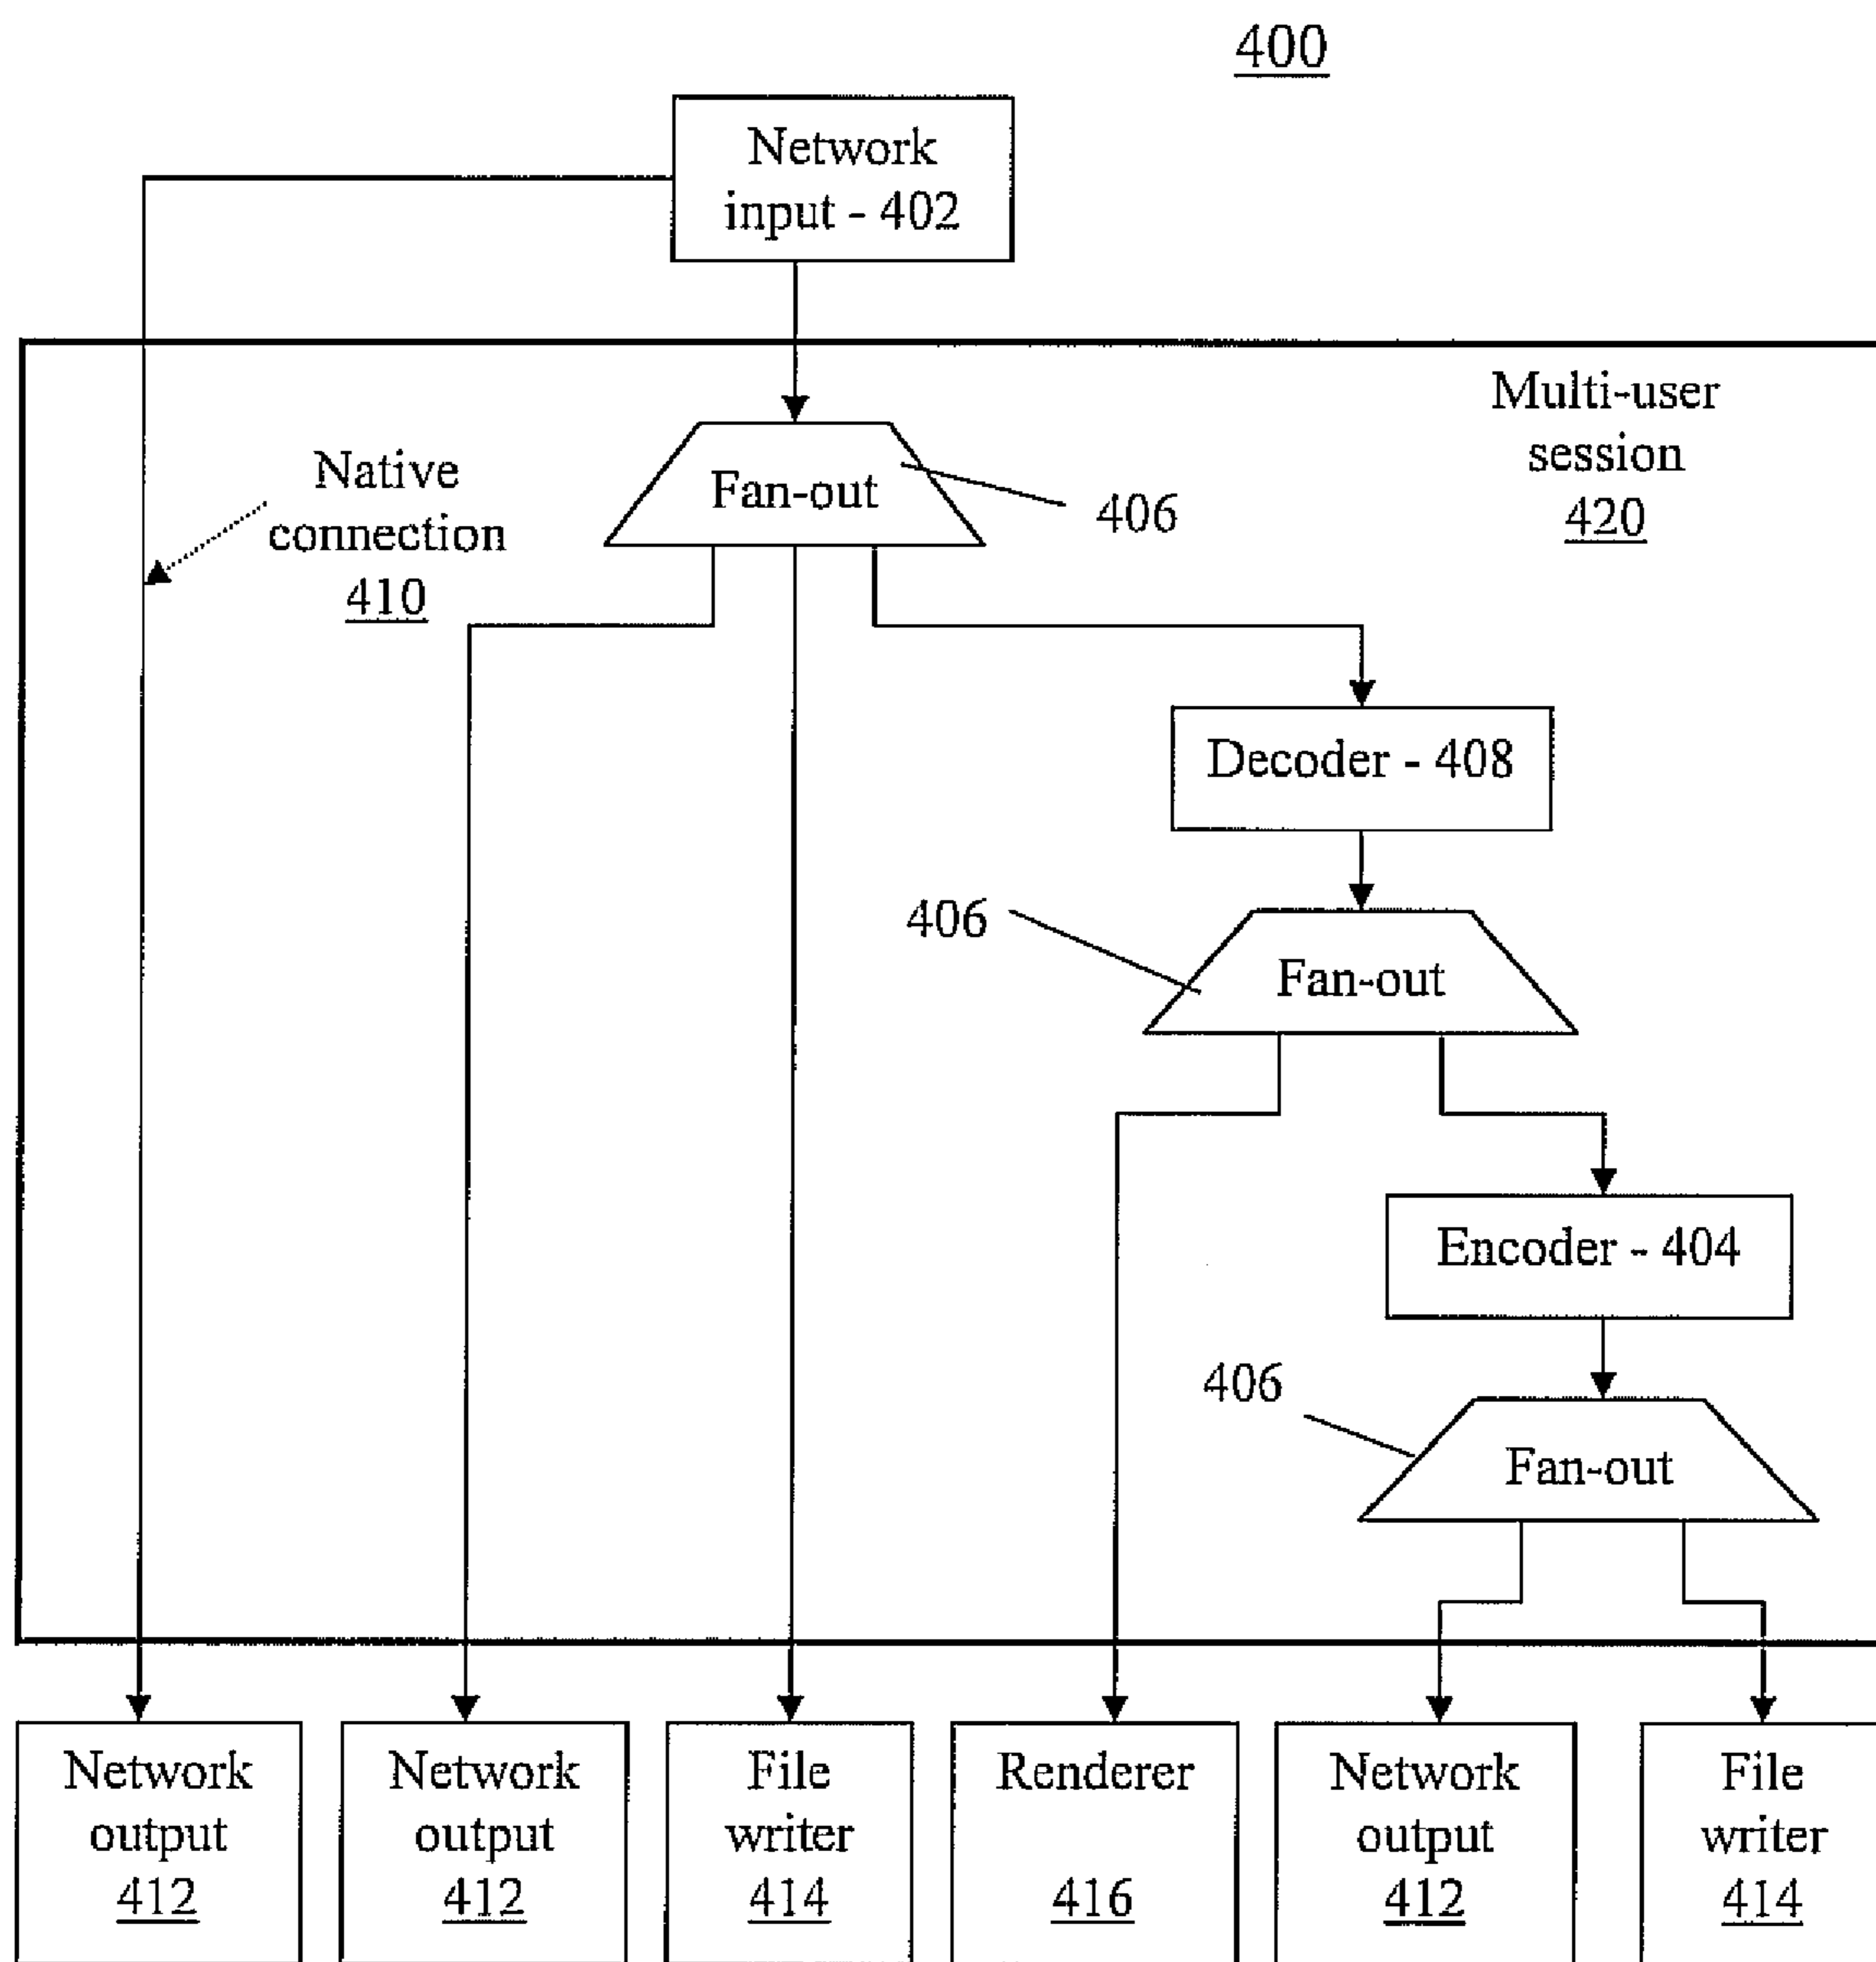 400
Network
input - 402
Multi-user
session
420
Native
connection
410
Fan-out
406
Decoder - 408
406
Fan-out
Encoder - 404
406
Fan-out
Network
output
412
Network
output
412
File
writer
414
Renderer
416
Network
output
412
File
writer
414